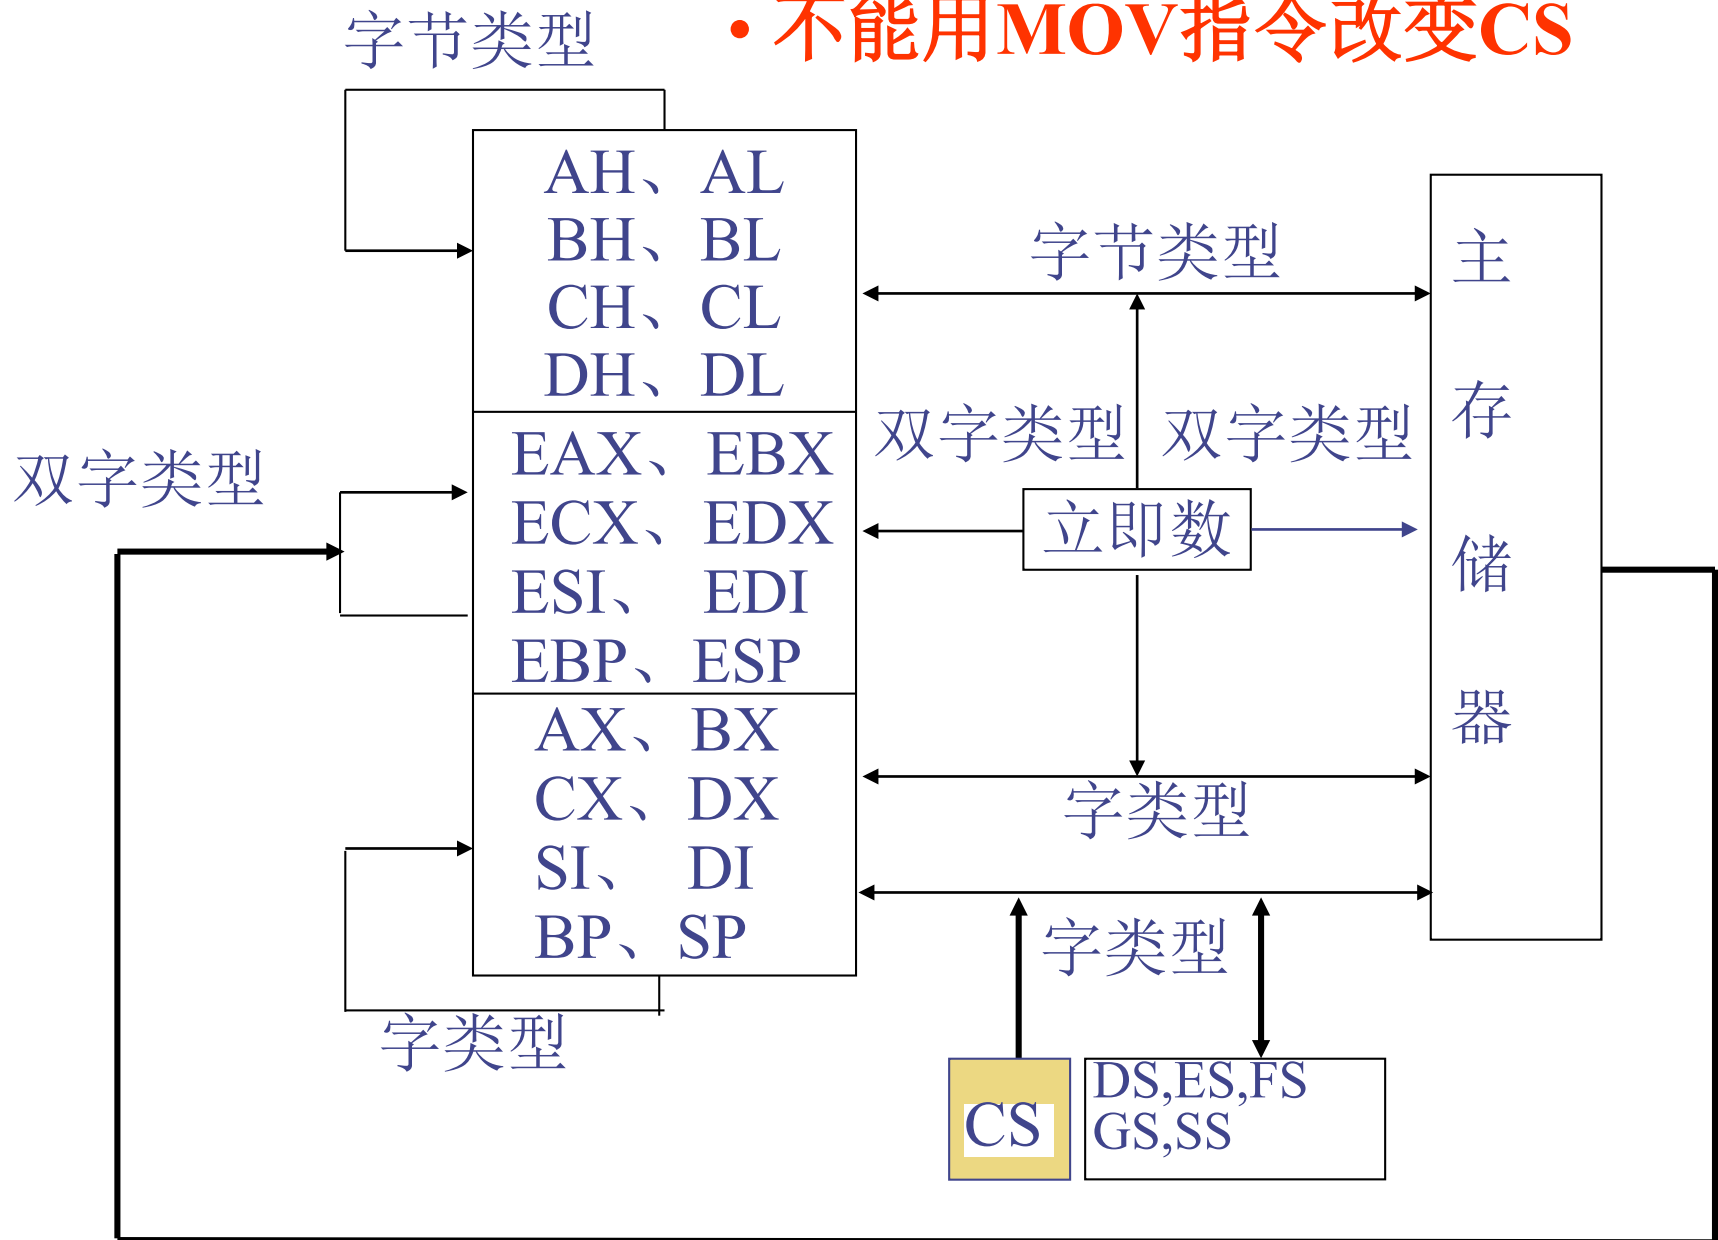 • 不能用MOV指令改变CS
字节类型
AH、AL
BH、BL
CH、CL
DH、DL
字节类型
主存储器
双字类型
双字类型
双字类型
EAX、EBX
ECX、EDX
ESI、EDI
EBP、ESP
立即数
AX、BX
CX、DX
SI、DI
BP、SP
字类型
字类型
字类型
CS
DS,ES,FS
GS,SS